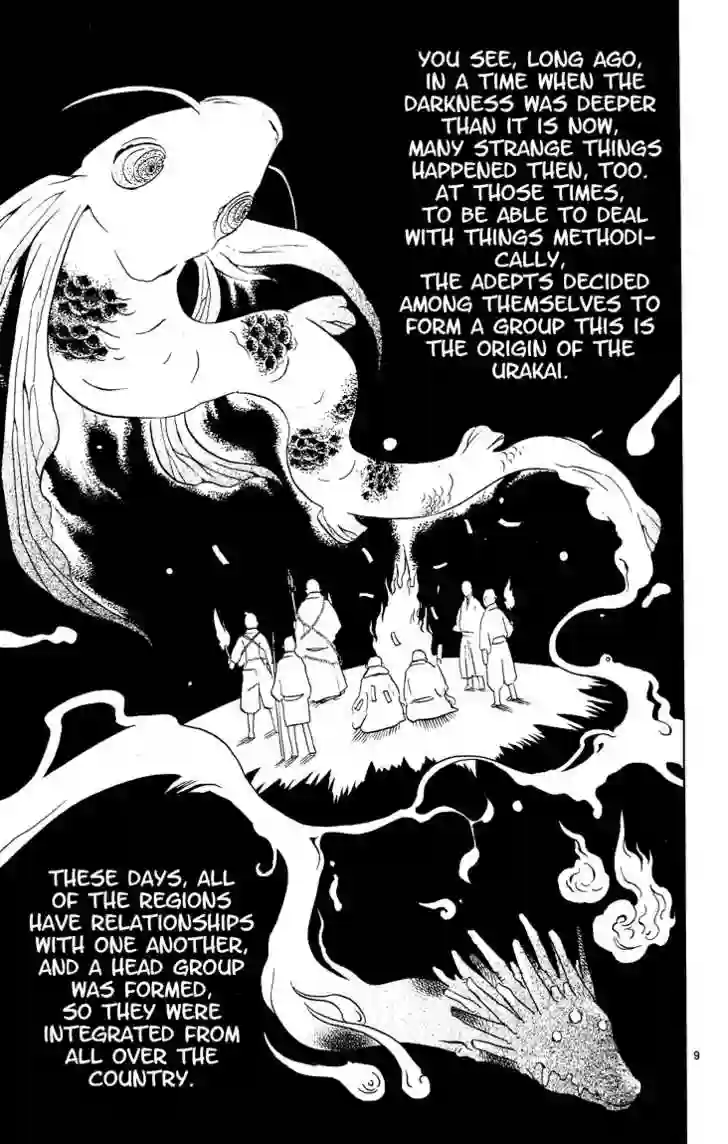 YOU SEE, LONG AGO,
IN A TIME WHEN THE
DARKNESS WAS DEEPER
THAN IT IS NOW,
MANY STRANGE THINGS
HAPPENED THEN, TOO.
AT THOSE TIMES,
TO BE ABLE TO DEAL
WITH THINGS METHODI-
CALLY,
THE ADEPTS DECIDED
AMONG THEMSELVES TO
FORM A GROUP THIS IS
THE ORIGIN OF THE
URAKAI.
THESE DAYS, ALL
OF THE REGIONS
HAVE RELATIONSHIPS
WITH ONE ANOTHER,
AND A HEAD GROUP
WAS FORMED,
SO THEY WERE
INTEGRATED FROM
ALL OVER THE
COUNTRY.
9